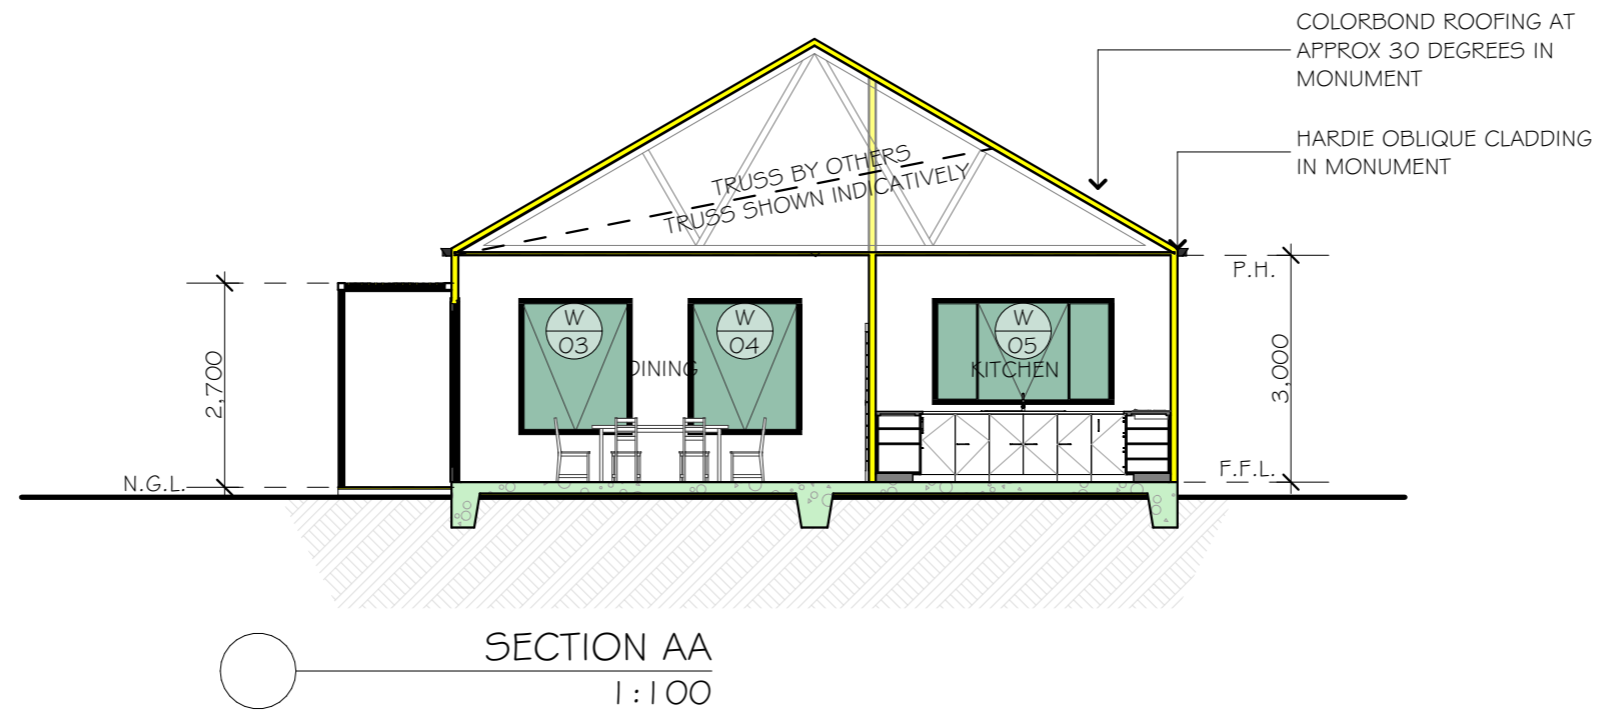 COLORBOND ROOFING AT
APPROX 30 DEGREES IN
MONUMENT
HARDIE OBLIQUE CLADDING
IN MONUMENT
TRUSS BY OTHERS
TRUSS SHOWN INDICATIVELY
P.H.
W
03
W
04
W
05
DINING
KITCHEN
2,700
3,000
N.G.L.
F.F.L.
SECTION AA
1:100